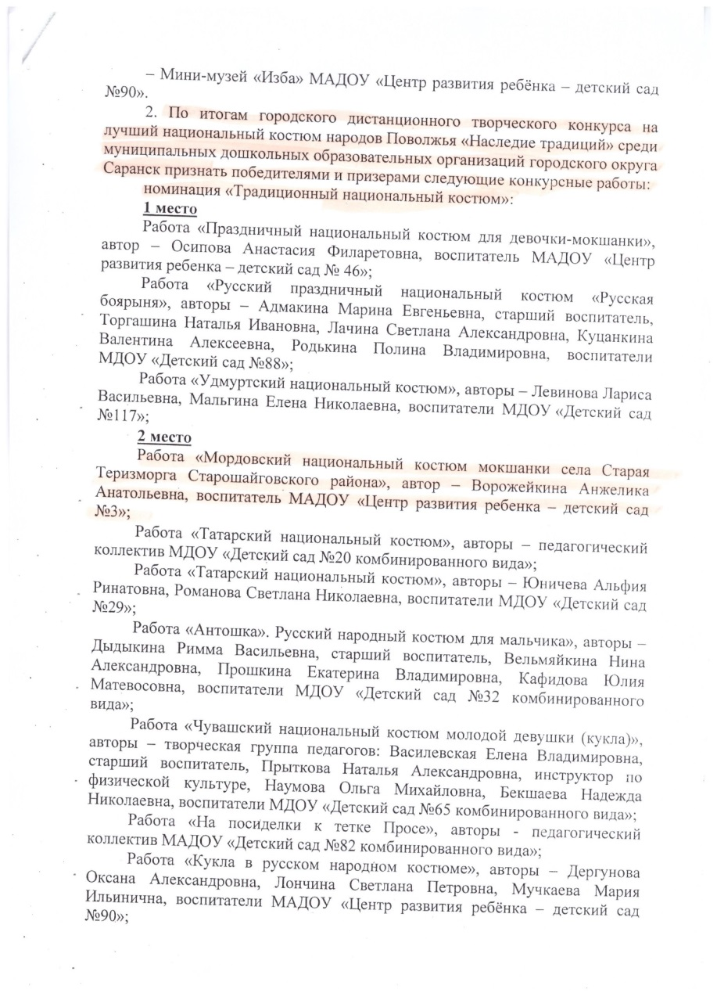 – Мини-музей «Изба» МАДОУ «Центр развития ребёнка – детский сад
№90».
2. По итогам городского дистанционного творческого конкурса на
лучший национальный костюм народов Поволжья «Наследие традиций» среди
муниципальных дошкольных образовательных организаций городского округа
Саранск признать победителями и призерами следующие конкурсные работы:
номинация «Традиционный национальный костюм»:
1 место
Работа «Праздничный национальный костюм для девочки-мокшанки»,
автор – Осипова Анастасия Филаретовна, воспитатель МАДОУ «Центр
развития ребенка – детский сад № 46»;
Работа «Русский праздничный национальный костюм «Русская
боярыня», авторы – Адмакина Марина Евгеньевна, старший воспитатель,
Торгашина Наталья Ивановна, Лачина Светлана Александровна, Куцанкина
Валентина Алексеевна, Родькина Полина Владимировна, воспитатели
МДОУ «Детский сад №88»;
Работа «Удмуртский национальный костюм», авторы – Левинова Лариса
Васильевна, Мальгина Елена Николаевна, воспитатели МДОУ «Детский сад
№117»;
2 место
Работа «Мордовский национальный костюм мокшанки села Старая
Теризморга Старошайговского района», автор – Ворожейкина Анжелика
Анатольевна, воспитатель МАДОУ «Центр развития ребенка – детский сад
№3»;
Работа «Татарский национальный костюм», авторы – педагогический
коллектив МДОУ «Детский сад №20 комбинированного вида»;
Работа «Татарский национальный костюм», авторы – Юничева Альфия
Ринатовна, Романова Светлана Николаевна, воспитатели МДОУ «Детский сад
№29»;
Работа «Антошка». Русский народный костюм для мальчика», авторы –
Дыдыкина Римма Васильевна, старший воспитатель, Вельмяйкина Нина
Александровна, Прошкина Екатерина Владимировна, Кафидова Юлия
Матевосовна, воспитатели МДОУ «Детский сад №32 комбинированного
вида»;
Работа «Чувашский национальный костюм молодой девушки (кукла)»,
авторы – творческая группа педагогов: Василевская Елена Владимировна,
старший воспитатель, Прыткова Наталья Александровна, инструктор по
физической культуре, Наумова Ольга Михайловна, Бекшаева Надежда
Николаевна, воспитатели МДОУ «Детский сад №65 комбинированного вида»;
Работа «На посиделки к тетке Просе», авторы - педагогический
коллектив МАДОУ «Детский сад №82 комбинированного вида»;
Работа «Кукла в русском народном костюме», авторы – Дергунова
Оксана Александровна, Лончина Светлана Петровна, Мучкаева Мария
Ильинична, воспитатели МАДОУ «Центр развития ребёнка – детский сад
№90»;